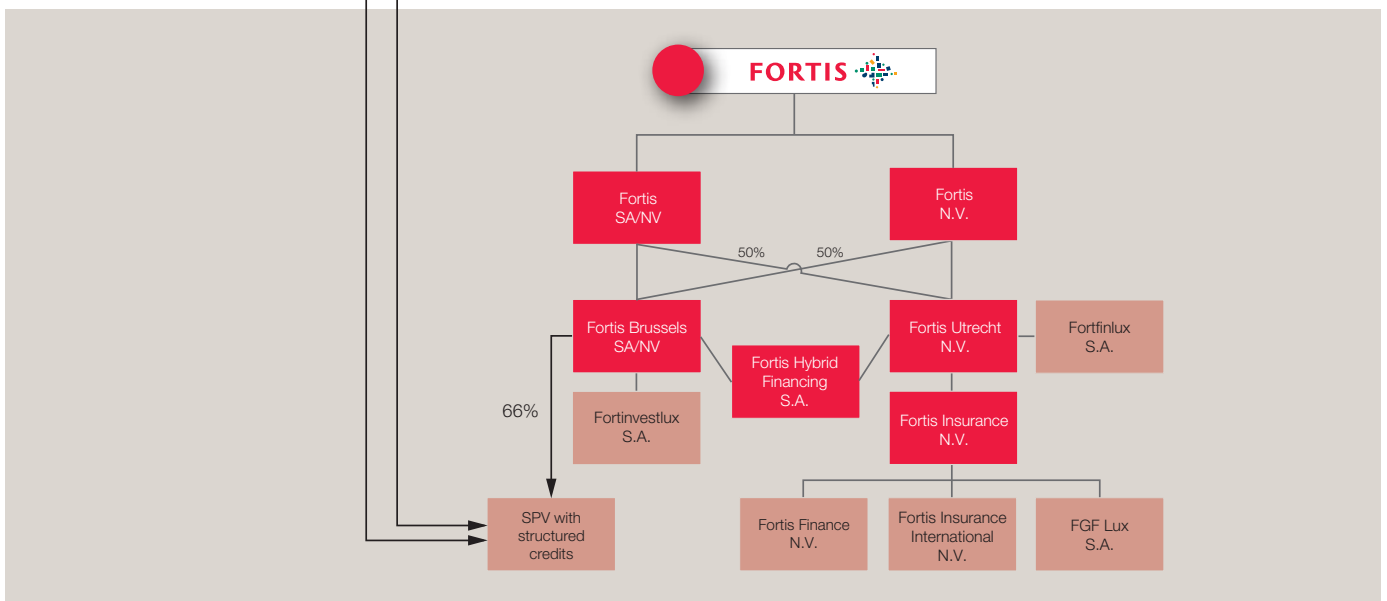 FORTIS
Fortis
SA/NV
Fortis
N.V.
50%
50%
Fortis Brussels
SA/NV
Fortis Utrecht
N.V.
Fortfinlux
S.A.
Fortis Hybrid
Financing
S.A.
66%
Fortinvestlux
S.A.
Fortis Insurance
N.V.
SPV with
structured
credits
Fortis Finance
N.V.
Fortis Insurance
International
N.V.
FGF Lux
S.A.